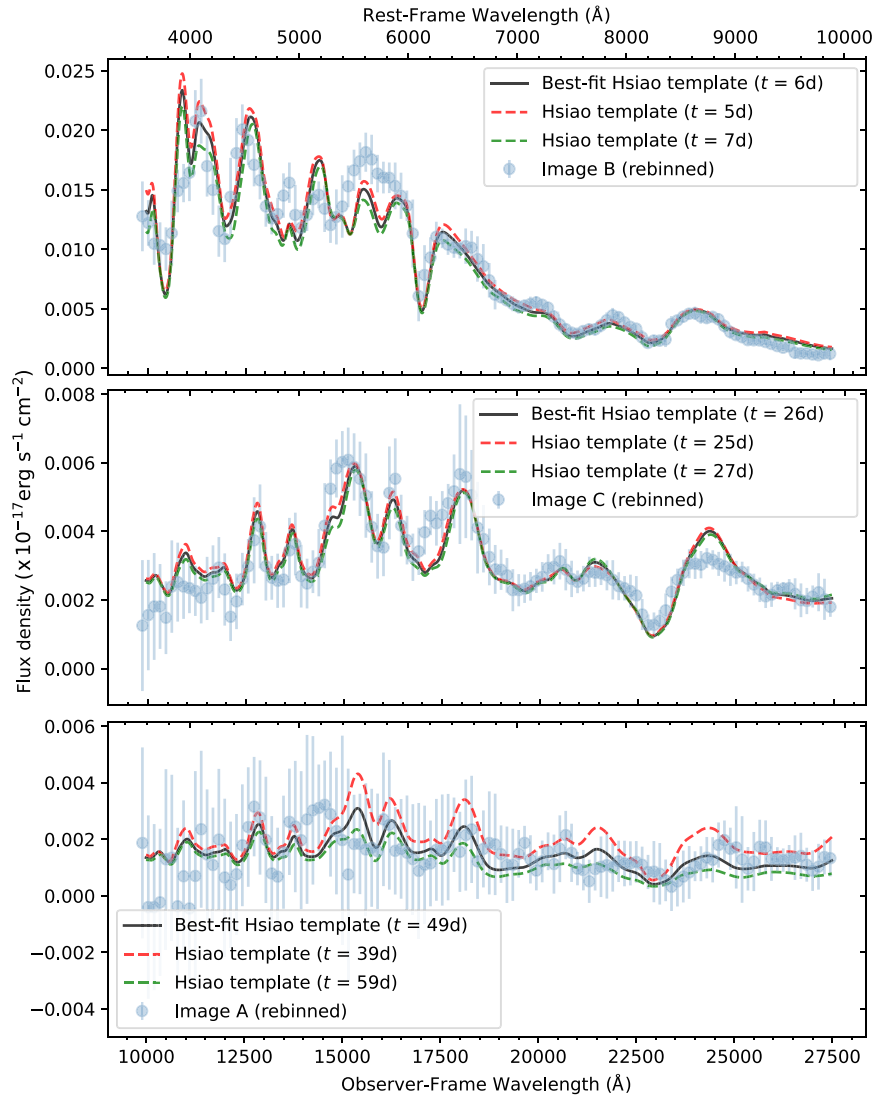 Rest-Frame Wavelength (Å)
4000 5000 6000 7000 8000 9000 10000
0.025
0.020
0.015
0.010
0.005
0.000
Best-fit Hsiao template (t = 6d)
Hsiao template (t = 5d)
Hsiao template (t = 7d)
Image B (rebinned)
Flux density (x10⁻¹⁷erg s⁻¹ cm⁻²)
0.008
0.006
0.004
0.002
0.000
Best-fit Hsiao template (t = 26d)
Hsiao template (t = 25d)
Hsiao template (t = 27d)
Image C (rebinned)
0.006
0.004
0.002
0.000
−0.002
−0.004
Best-fit Hsiao template (t = 49d)
Hsiao template (t = 39d)
Hsiao template (t = 59d)
Image A (rebinned)
10000 12500 15000 17500 20000 22500 25000 27500
Observer-Frame Wavelength (Å)